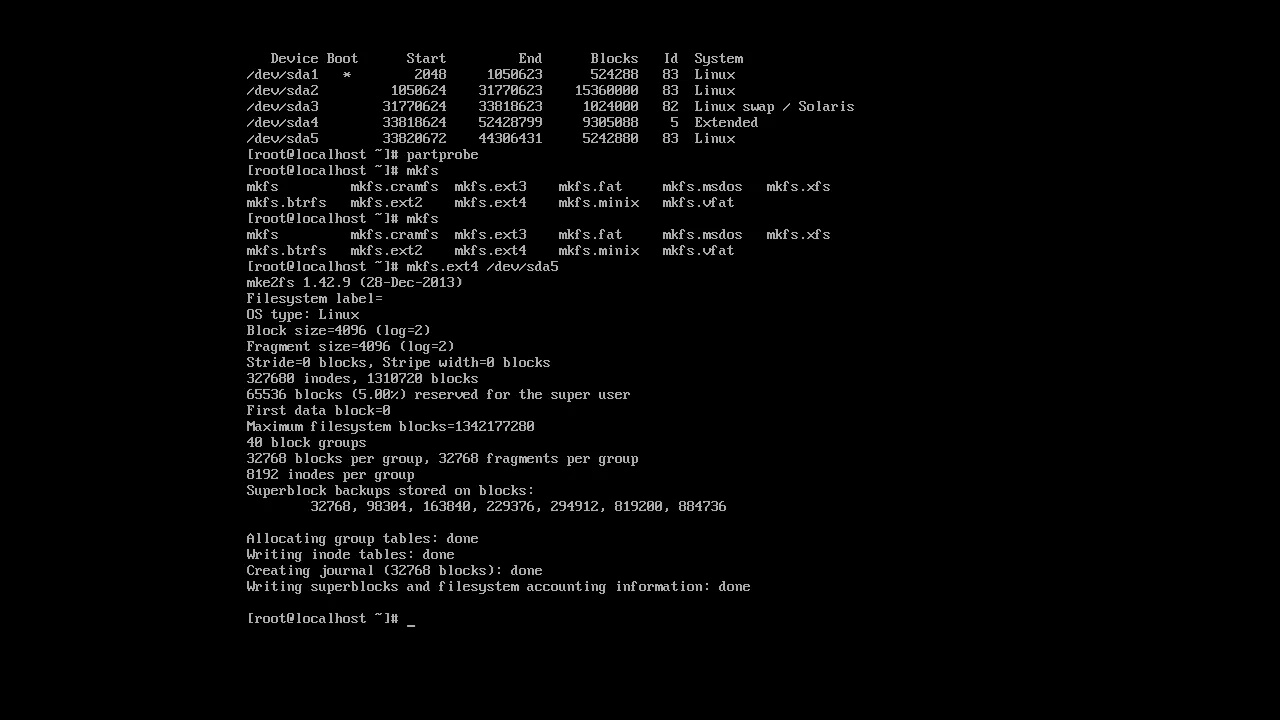 Device Boot Start End Blocks Id System
/dev/sda1 * 2048 1050623 524288 83 Linux
/dev/sda2 1050624 31770623 15360000 83 Linux
/dev/sda3 31770624 33818623 1024000 82 Linux swap / Solaris
/dev/sda4 33818624 52428799 9305088 5 Extended
/dev/sda5 33820672 44306431 5242880 83 Linux
[root@localhost ~]# partprobe
[root@localhost ~]# mkfs
mkfs mkfs.cramfs mkfs.ext3 mkfs.fat mkfs.msdos mkfs.xfs
mkfs.btrfs mkfs.ext2 mkfs.ext4 mkfs.minix mkfs.vfat
[root@localhost ~]# mkfs
mkfs mkfs.cramfs mkfs.ext3 mkfs.fat mkfs.msdos mkfs.xfs
mkfs.btrfs mkfs.ext2 mkfs.ext4 mkfs.minix mkfs.vfat
[root@localhost ~]# mkfs.ext4 /dev/sda5
mke2fs 1.42.9 (28-Dec-2013)
Filesystem label=
OS type: Linux
Block size=4096 (log=2)
Fragment size=4096 (log=2)
Stride=0 blocks, Stripe width=0 blocks
327680 inodes, 1310720 blocks
65536 blocks (5.00%) reserved for the super user
First data block=0
Maximum filesystem blocks=1342177280
40 block groups
32768 blocks per group, 32768 fragments per group
8192 inodes per group
Superblock backups stored on blocks:
32768, 98304, 163840, 229376, 294912, 819200, 884736
Allocating group tables: done
Writing inode tables: done
Creating journal (32768 blocks): done
Writing superblocks and filesystem accounting information: done
[root@localhost ~]# _